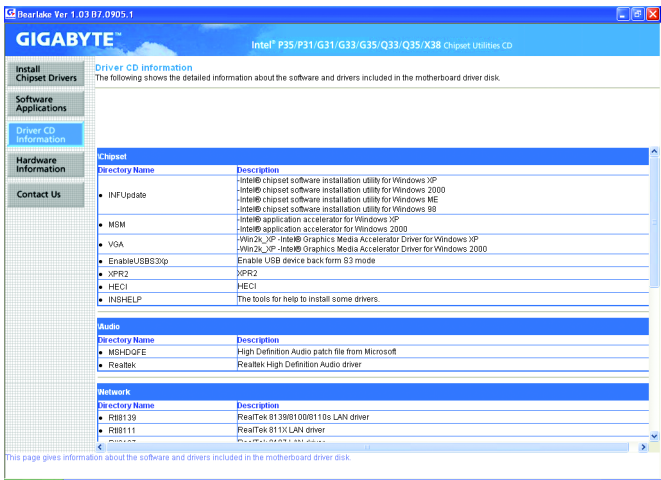 Bearlake Ver 1.03 B7.0905.1
GIGABYTE™
Intel® P35/P31/G31/G33/G35/Q33/Q35/X38 Chipset Utilities CD
Install
Chipset Drivers
Software
Applications
Driver CD
Information
Hardware
Information
Contact Us
Driver CD information
The following shows the detailed information about the software and drivers included in the motherboard driver disk.
\Chipset
Directory Name Description
• INFUpdate
-Intel® chipset software installation utility for Windows XP
-Intel® chipset software installation utility for Windows 2000
-Intel® chipset software installation utility for Windows ME
-Intel® chipset software installation utility for Windows 98
• MSM
-Intel® application accelerator for Windows XP
-Intel® application accelerator for Windows 2000
• VGA
-Win2k_XP -Intel® Graphics Media Accelerator Driver for Windows XP
-Win2k_XP -Intel® Graphics Media Accelerator Driver for Windows 2000
• EnableUSBS3Xp Enable USB device back form S3 mode
• XPR2 XPR2
• HECI HECI
• INSHELP The tools for help to install some drivers.
\Audio
Directory Name Description
• MSHDQFE High Definition Audio patch file from Microsoft
• Realtek Realtek High Definition Audio driver
\Network
Directory Name Description
• Rtl8139 RealTek 8139/8100/8110s LAN driver
• Rtl8111 RealTek 811X LAN driver
This page gives information about the software and drivers included in the motherboard driver disk.